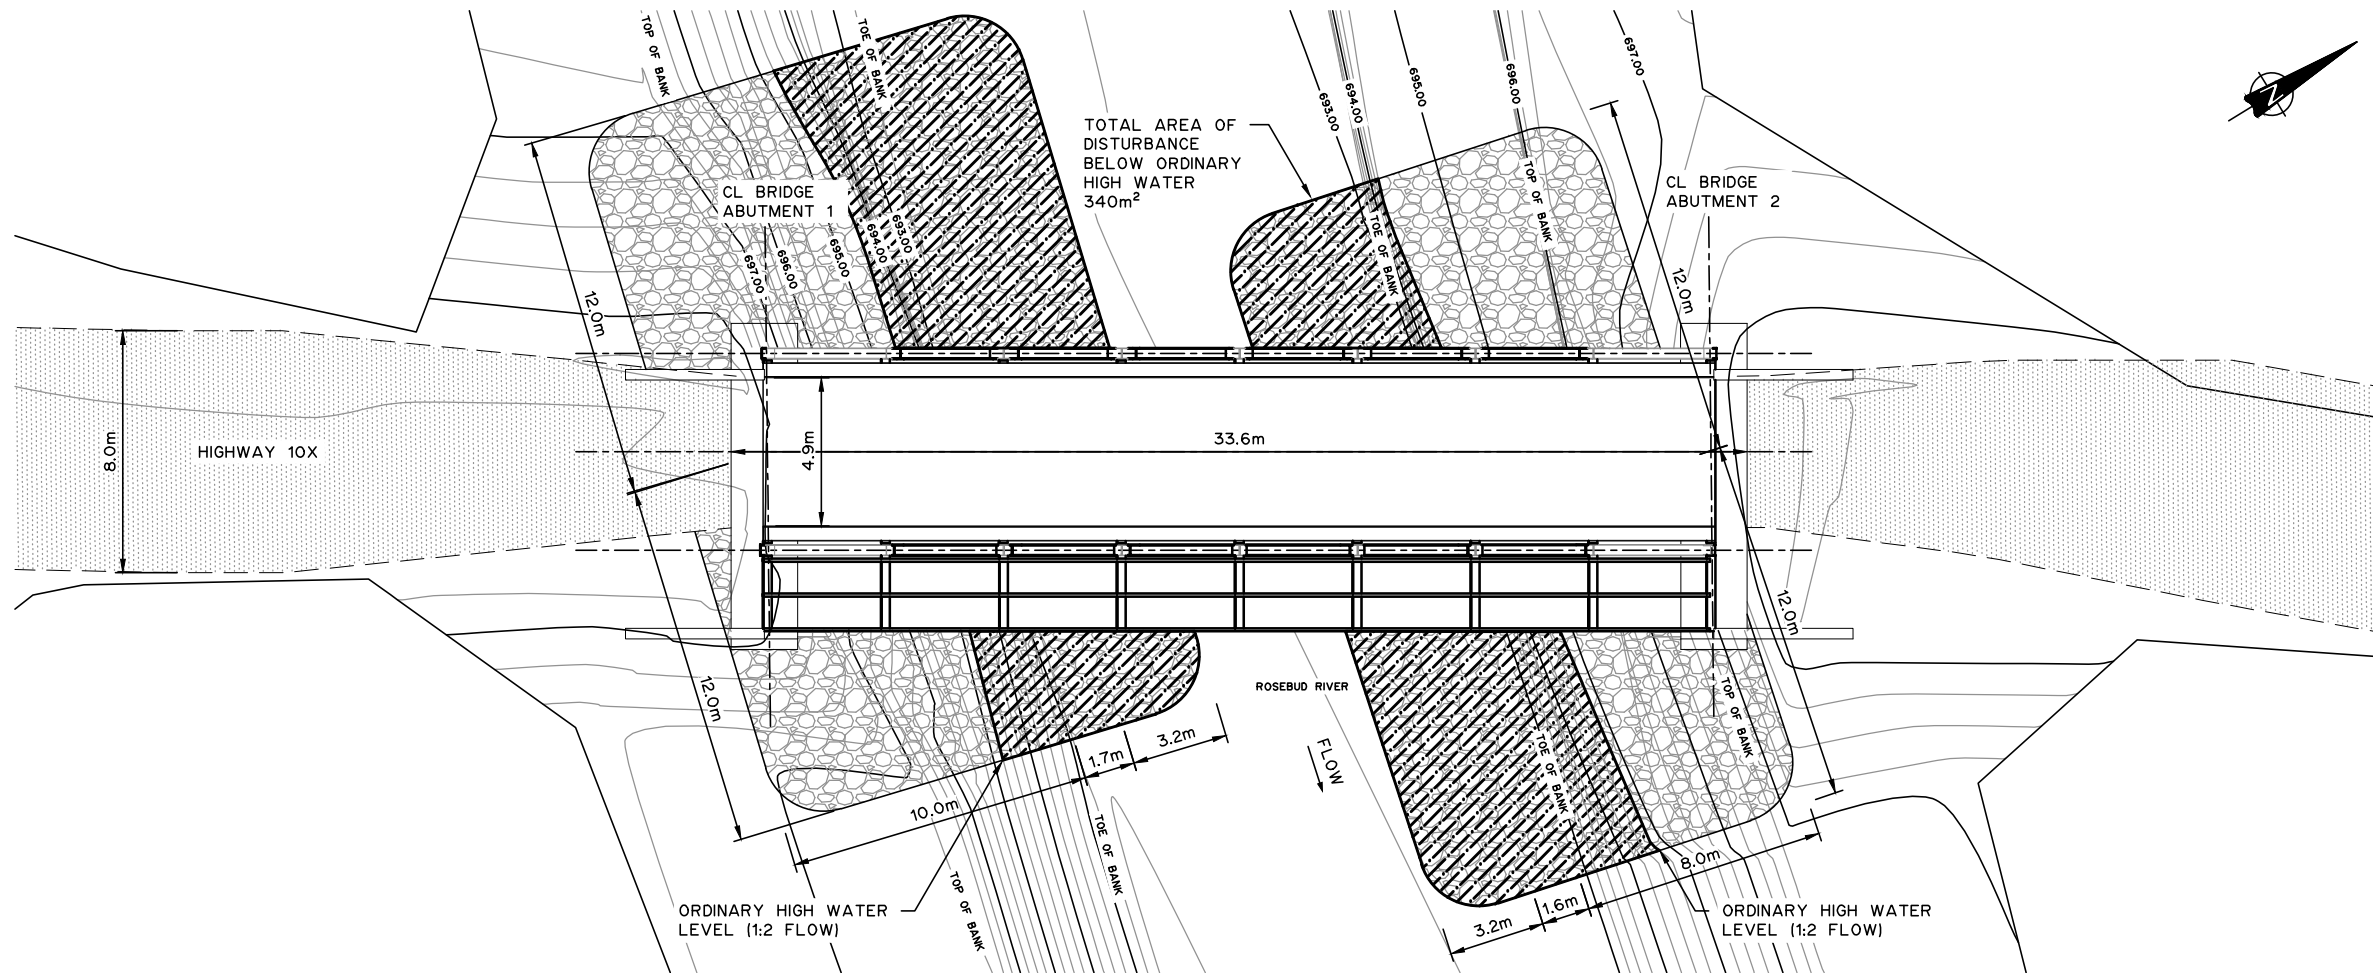 TOP OF BANK
TOE OF BANK
693.00
694.00
695.00
696.00
697.00
N
TOTAL AREA OF
DISTURBANCE
BELOW ORDINARY
HIGH WATER
340m²
CL BRIDGE
ABUTMENT 1
CL BRIDGE
ABUTMENT 2
TOP OF BANK
TOE OF BANK
697.00
696.00
695.00
694.00
693.00
12.0m
12.0m
8.0m
HIGHWAY 10X
4.9m
33.6m
12.0m
12.0m
ROSEBUD RIVER
FLOW
TOP OF BANK
TOE OF BANK
1.7m
3.2m
10.0m
TOE OF BANK
TOP OF BANK
8.0m
1.6m
3.2m
ORDINARY HIGH WATER
LEVEL (1:2 FLOW)
ORDINARY HIGH WATER
LEVEL (1:2 FLOW)